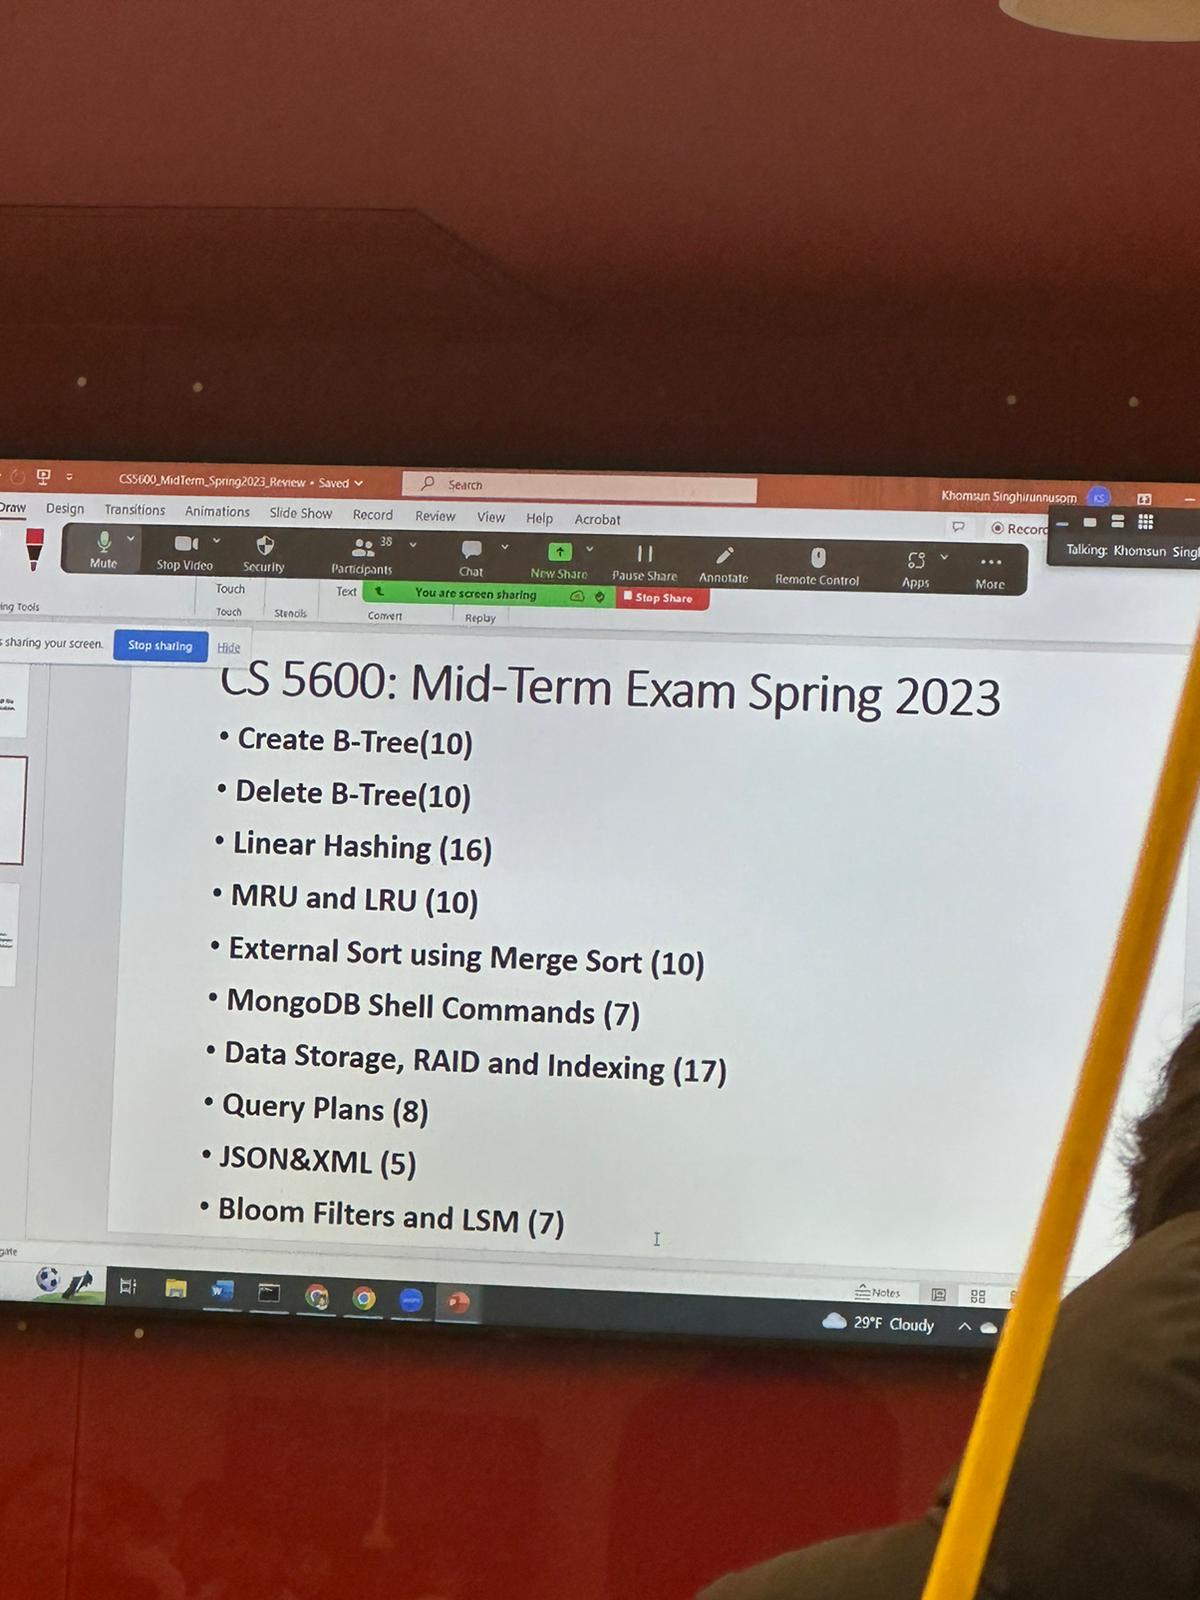 CS5600_MidTerm_Spring2023_Review • Saved
Search
Khomsun Singhirunnusorn
KS
Draw Design Transitions Animations Slide Show Record Review View Help Acrobat
Record
Mute Stop Video Security Participants 38 Chat New Share Pause Share Annotate Remote Control Apps More
Talking: Khomsun
Touch
Text
You are screen sharing
Stop Share
ing Tools
Touch
Stencils
Convert
Replay
sharing your screen.
Stop sharing
Hide
CS 5600: Mid-Term Exam Spring 2023
• Create B-Tree(10)
• Delete B-Tree(10)
• Linear Hashing (16)
• MRU and LRU (10)
• External Sort using Merge Sort (10)
• MongoDB Shell Commands (7)
• Data Storage, RAID and Indexing (17)
• Query Plans (8)
• JSON&XML (5)
• Bloom Filters and LSM (7)
Notes
29°F Cloudy